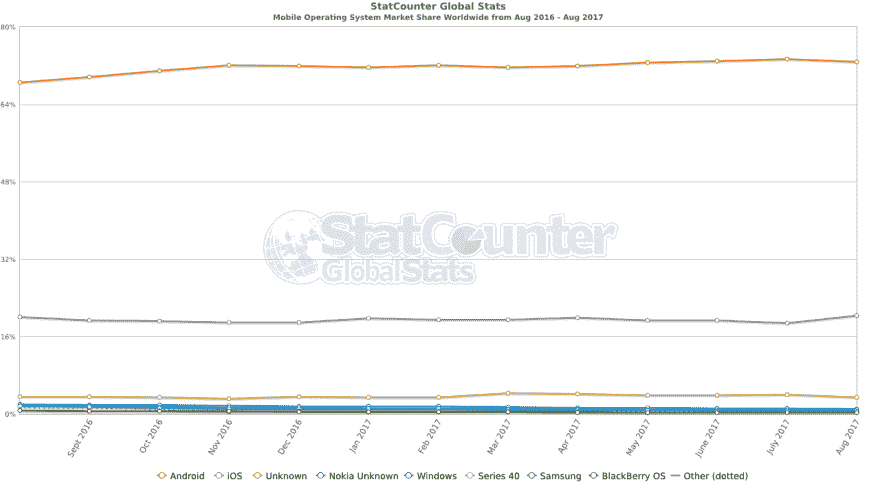 StatCounter Global Stats
Mobile Operating System Market Share Worldwide from Aug 2016 - Aug 2017
80%
64%
48%
32%
16%
0%
StatCounter
GlobalStats
Sept 2016
Oct 2016
Nov 2016
Dec 2016
Jan 2017
Feb 2017
Mar 2017
Apr 2017
May 2017
June 2017
July 2017
Aug 2017
Android iOS Unknown Nokia Unknown Windows Series 40 Samsung BlackBerry OS Other (dotted)